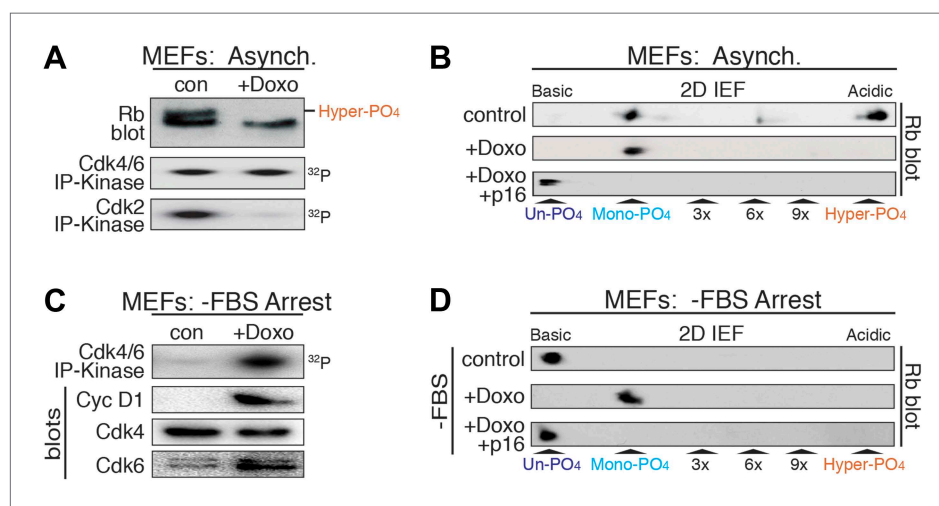 A
MEFs: Asynch.
con +Doxo
Rb blot
Hyper-PO4
Cdk4/6 IP-Kinase
32P
Cdk2 IP-Kinase
32P
B
MEFs: Asynch.
Basic 2D IEF Acidic
control
+Doxo
+Doxo +p16
Rb blot
Un-PO4 Mono-PO4 3x 6x 9x Hyper-PO4
C
MEFs: -FBS Arrest
con +Doxo
Cdk4/6 IP-Kinase
32P
blots
Cyc D1
Cdk4
Cdk6
D
MEFs: -FBS Arrest
Basic 2D IEF Acidic
-FBS
control
+Doxo
+Doxo +p16
Rb blot
Un-PO4 Mono-PO4 3x 6x 9x Hyper-PO4